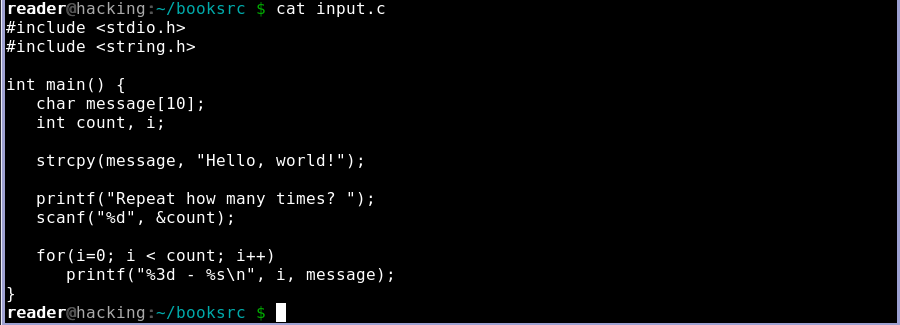 reader@hacking:~/booksrc $ cat input.c
#include <stdio.h>
#include <string.h>

int main() {
   char message[10];
   int count, i;

   strcpy(message, "Hello, world!");

   printf("Repeat how many times? ");
   scanf("%d", &count);

   for(i=0; i < count; i++)
      printf("%3d - %s\n", i, message);
}
reader@hacking:~/booksrc $